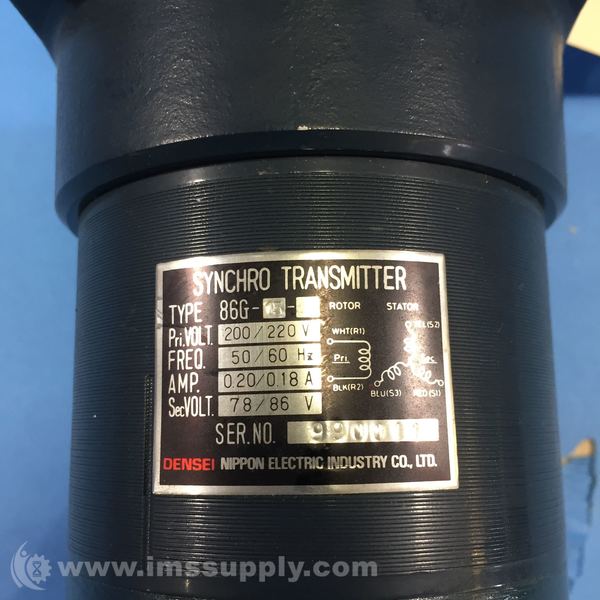 SYNCHRO TRANSMITTER
TYPE 86G- ROTOR STATOR
Pri.VOLT. 200/220 V WHT(R1)
FREQ. 50/60 Hz Pri. Sec.
AMP. 0.20/0.18 A BLK(R2) BLU(S3) RED(S1)
SecVOLT. 78/86 V
SER.NO.
DENSEI NIPPON ELECTRIC INDUSTRY CO., LTD.
www.imssupply.com